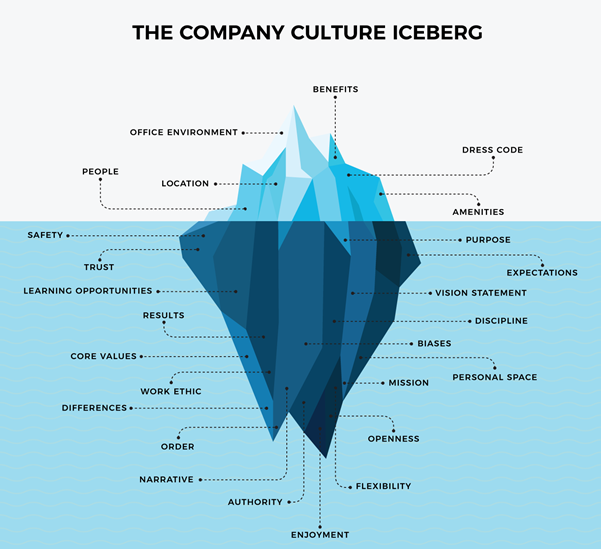 THE COMPANY CULTURE ICEBERG
BENEFITS
OFFICE ENVIRONMENT
DRESS CODE
PEOPLE
LOCATION
AMENITIES
SAFETY
PURPOSE
TRUST
EXPECTATIONS
LEARNING OPPORTUNITIES
VISION STATEMENT
RESULTS
DISCIPLINE
BIASES
CORE VALUES
PERSONAL SPACE
MISSION
WORK ETHIC
DIFFERENCES
OPENNESS
ORDER
NARRATIVE
FLEXIBILITY
AUTHORITY
ENJOYMENT